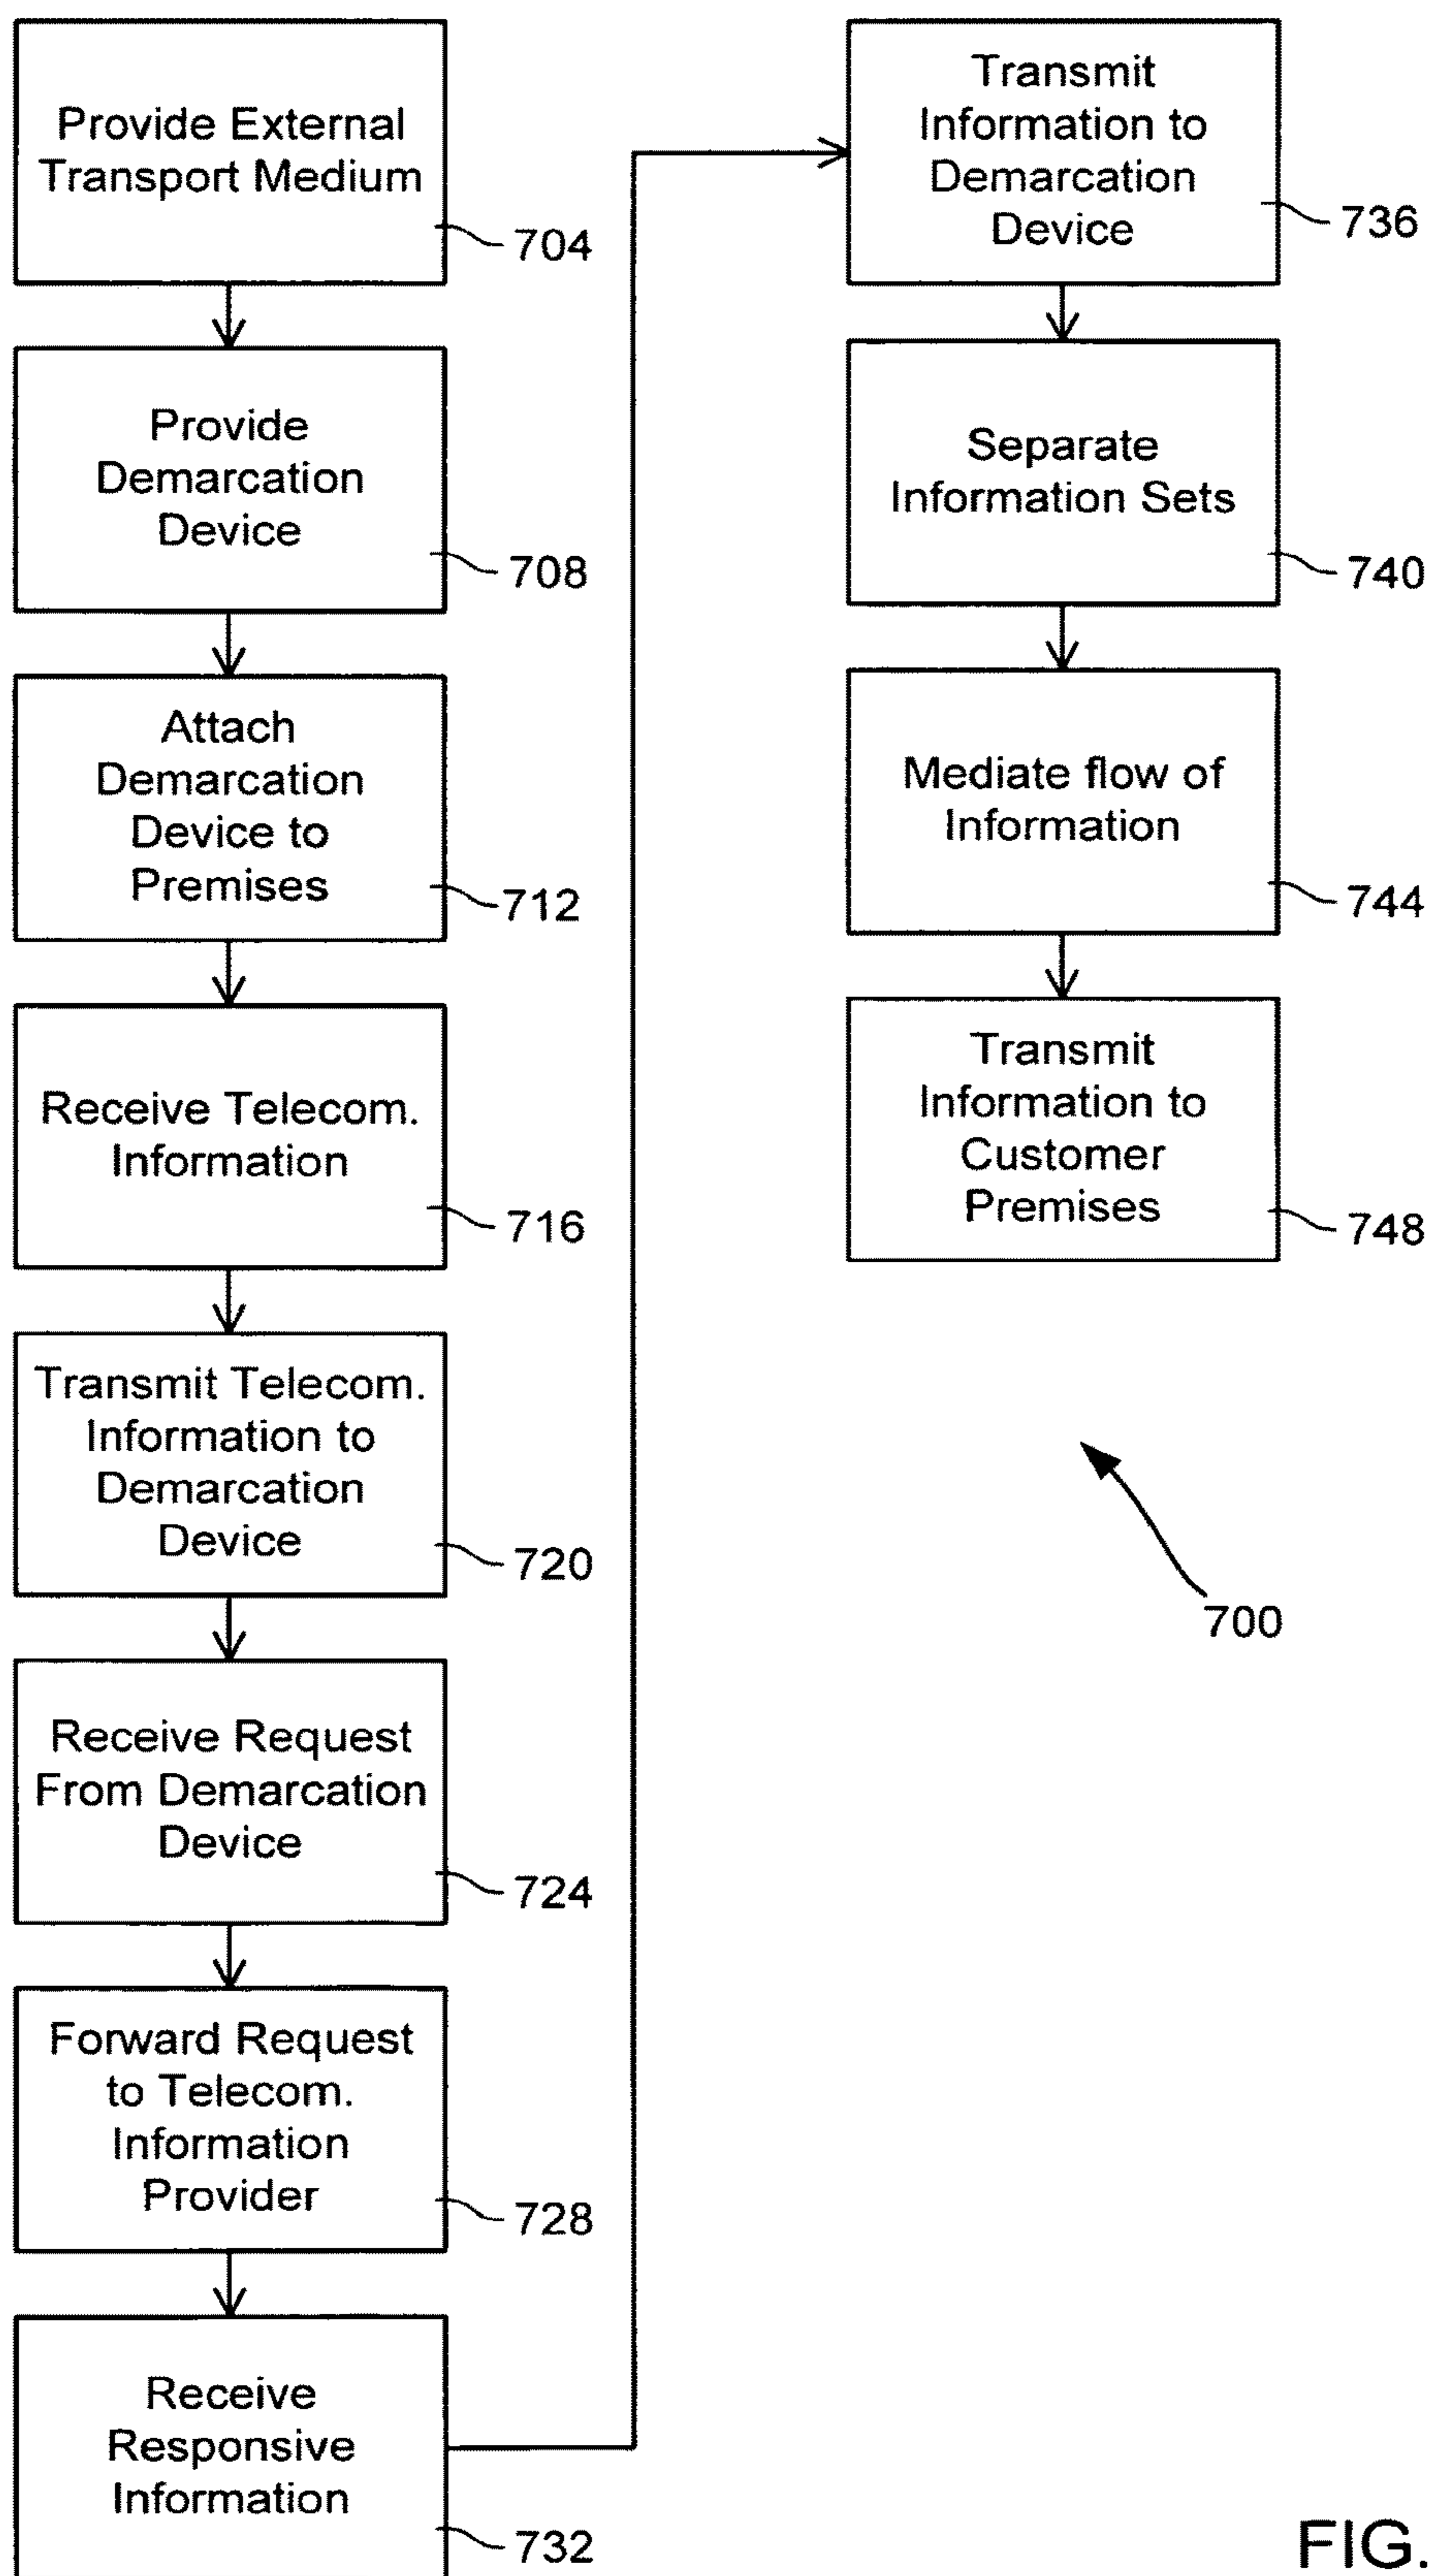 Provide External
Transport Medium
704
Provide
Demarcation
Device
708
Attach
Demarcation
Device to
Premises
712
Receive Telecom.
Information
716
Transmit Telecom.
Information to
Demarcation
Device
720
Receive Request
From Demarcation
Device
724
Forward Request
to Telecom.
Information
Provider
728
Receive
Responsive
Information
732
Transmit
Information to
Demarcation
Device
736
Separate
Information Sets
740
Mediate flow of
Information
744
Transmit
Information to
Customer
Premises
748
700
FIG.